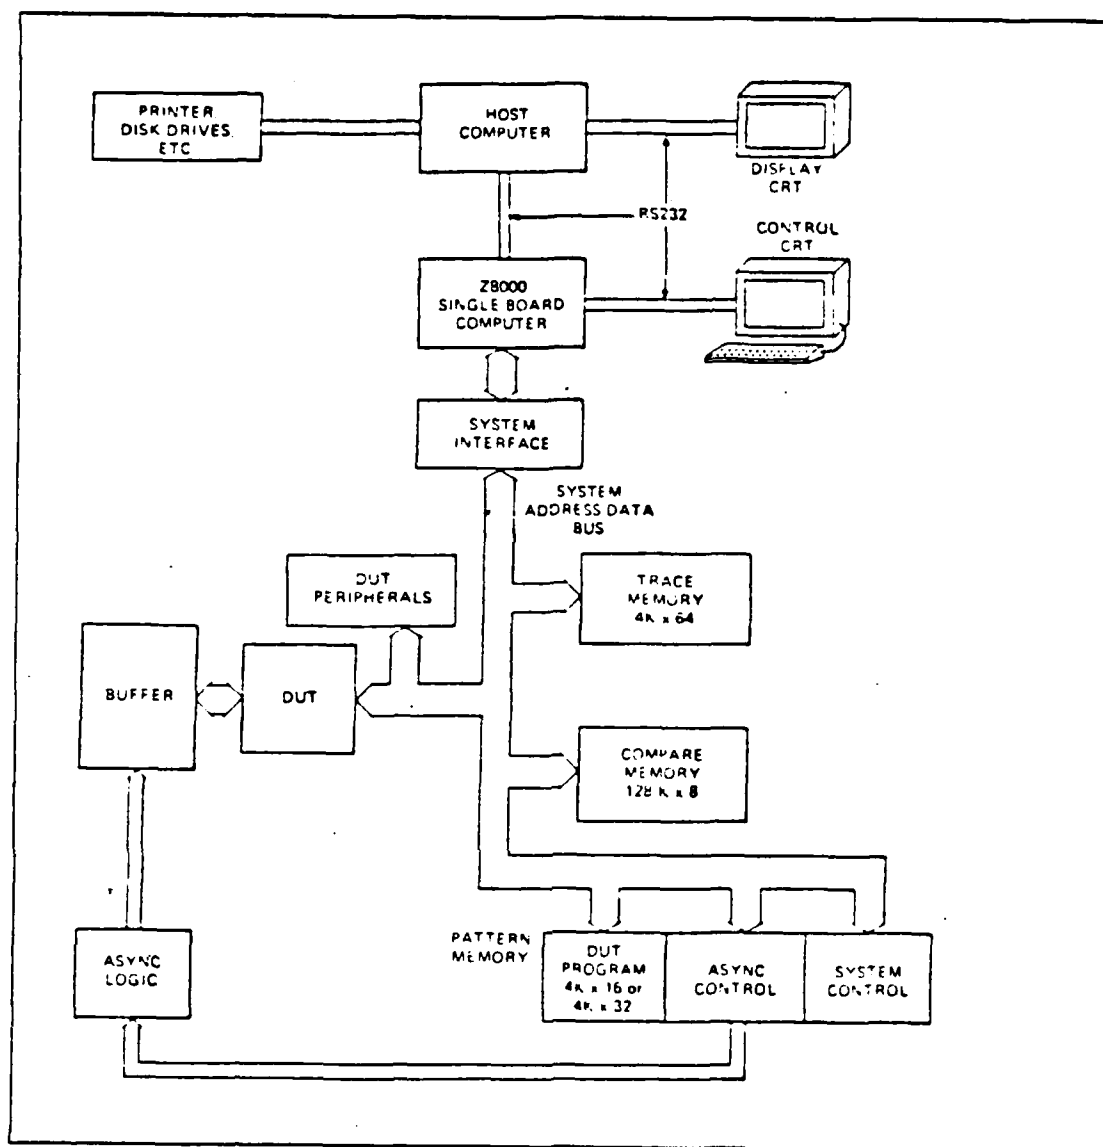 PRINTER,
DISK DRIVES,
ETC
HOST
COMPUTER
DISPLAY
CRT
RS232
CONTROL
CRT
Z8000
SINGLE BOARD
COMPUTER
SYSTEM
INTERFACE
SYSTEM
ADDRESS DATA
BUS
DUT
PERIPHERALS
TRACE
MEMORY
4K x 64
BUFFER
DUT
COMPARE
MEMORY
128 K x 8
ASYNC
LOGIC
PATTERN
MEMORY
DUT
PROGRAM
4K x 16 or
4K x 32
ASYNC
CONTROL
SYSTEM
CONTROL